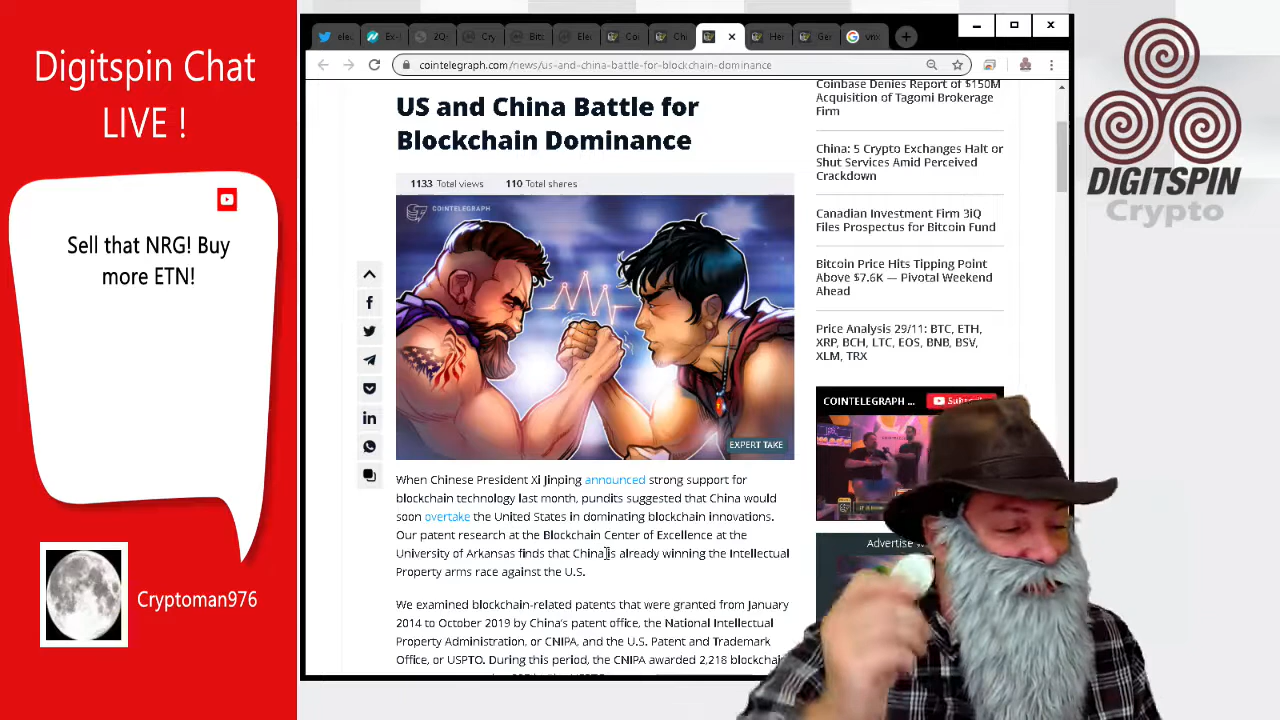 Digitspin Chat
LIVE !
Sell that NRG! Buy
more ETN!
Cryptoman976
cointelegraph.com/news/us-and-china-battle-for-blockchain-dominance
US and China Battle for
Blockchain Dominance
1133 Total views 110 Total shares
COINTELEGRAPH
EXPERT TAKE
When Chinese President Xi Jinping announced strong support for
blockchain technology last month, pundits suggested that China would
soon overtake the United States in dominating blockchain innovations.
Our patent research at the Blockchain Center of Excellence at the
University of Arkansas finds that China is already winning the Intellectual
Property arms race against the U.S.
We examined blockchain-related patents that were granted from January
2014 to October 2019 by China's patent office, the National Intellectual
Property Administration, or CNIPA, and the U.S. Patent and Trademark
Office, or USPTO. During this period, the CNIPA awarded 2,218 blockchain
Coinbase Denies Report of $150M
Acquisition of Tagomi Brokerage
Firm
China: 5 Crypto Exchanges Halt or
Shut Services Amid Perceived
Crackdown
Canadian Investment Firm 3iQ
Files Prospectus for Bitcoin Fund
Bitcoin Price Hits Tipping Point
Above $7.6K — Pivotal Weekend
Ahead
Price Analysis 29/11: BTC, ETH,
XRP, BCH, LTC, EOS, BNB, BSV,
XLM, TRX
COINTELEGRAPH ...
Advertise
DIGITSPIN
Crypto